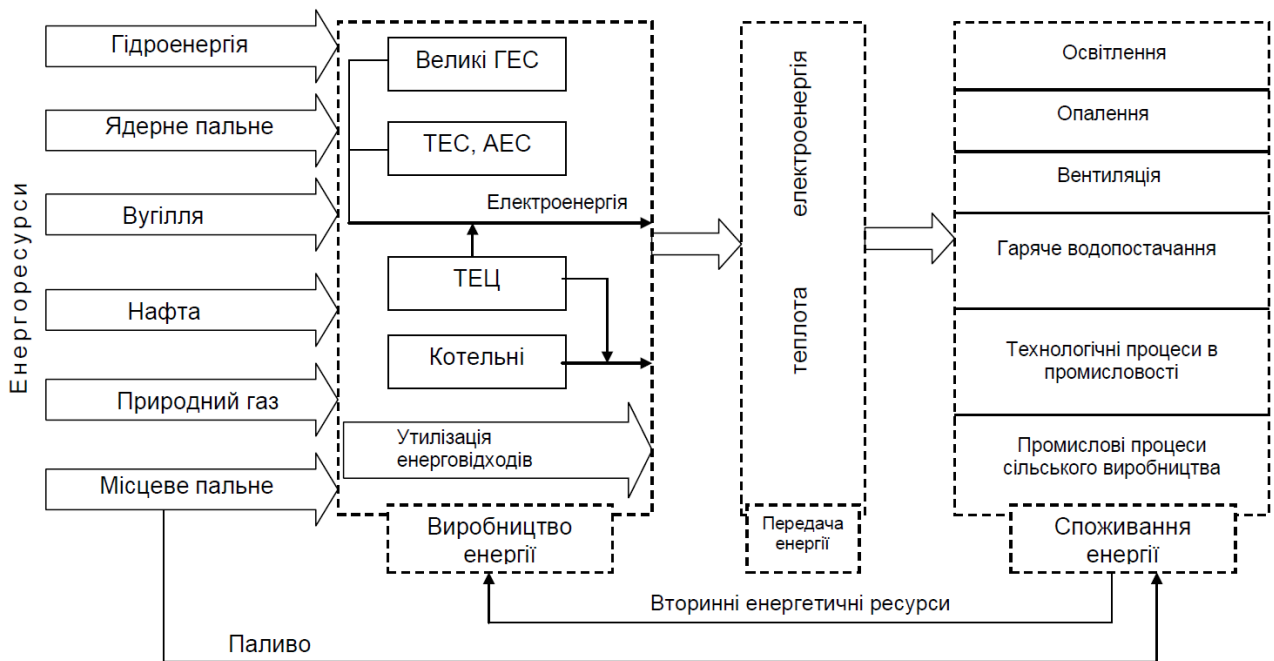 Енергоресурси
Гідроенергія
Ядерне пальне
Вугілля
Нафта
Природний газ
Місцеве пальне
Великі ГЕС
ТЕС, АЕС
Електроенергія
ТЕЦ
Котельні
Утилізація
енерговідходів
Виробництво
енергії
електроенергія
теплота
Передача
енергії
Освітлення
Опалення
Вентиляція
Гаряче водопостачання
Технологічні процеси в
промисловості
Промислові процеси
сільського виробництва
Споживання
енергії
Вторинні енергетичні ресурси
Паливо